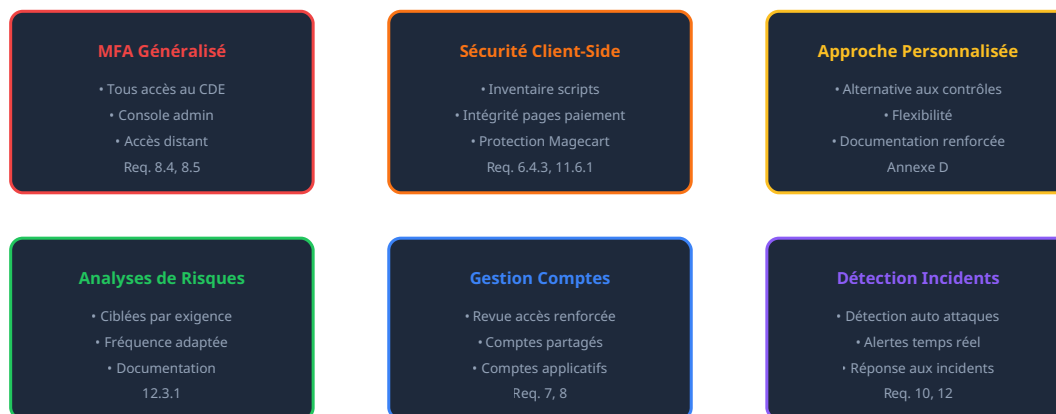 MFA Généralisé
• Tous accès au CDE
• Console admin
• Accès distant
Req. 8.4, 8.5
Sécurité Client-Side
• Inventaire scripts
• Intégrité pages paiement
• Protection Magecart
Req. 6.4.3, 11.6.1
Approche Personnalisée
• Alternative aux contrôles
• Flexibilité
• Documentation renforcée
Annexe D
Analyses de Risques
• Ciblées par exigence
• Fréquence adaptée
• Documentation
12.3.1
Gestion Comptes
• Revue accès renforcée
• Comptes partagés
• Comptes applicatifs
Req. 7, 8
Détection Incidents
• Détection auto attaques
• Alertes temps réel
• Réponse aux incidents
Req. 10, 12